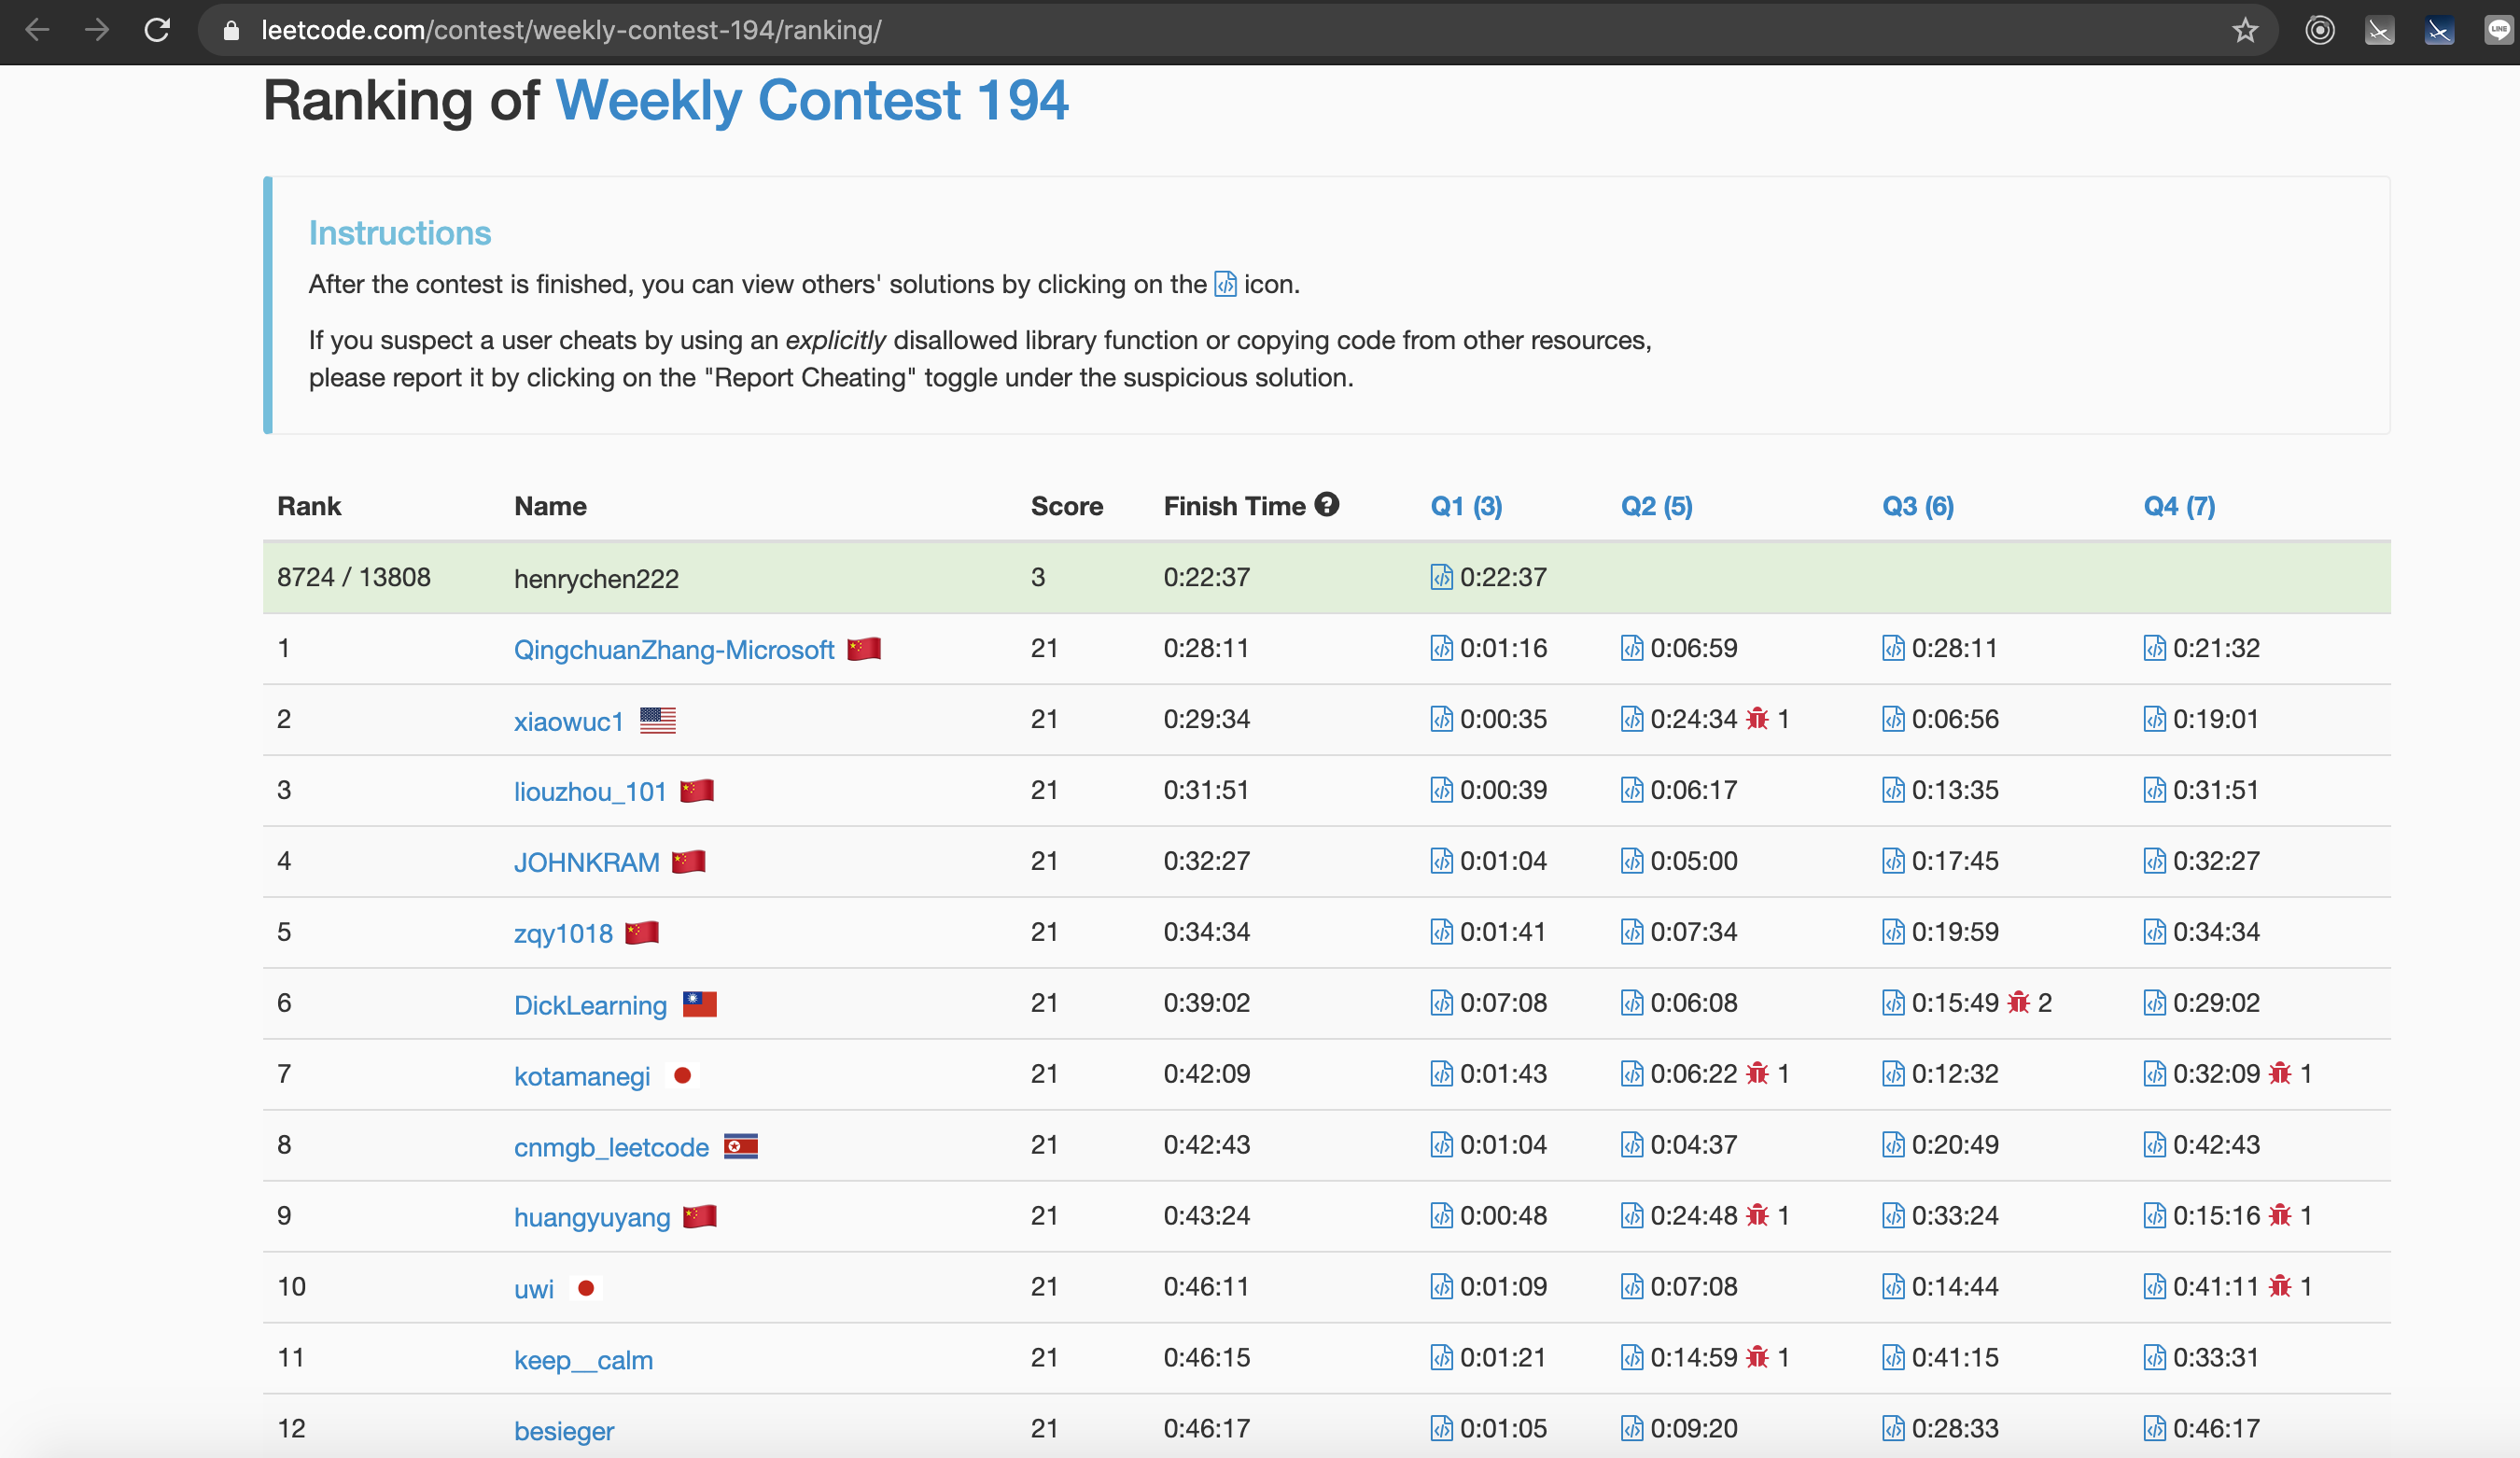 leetcode.com/contest/weekly-contest-194/ranking/
LINE
Ranking of Weekly Contest 194
Instructions
After the contest is finished, you can view others' solutions by clicking on the icon.
If you suspect a user cheats by using an explicitly disallowed library function or copying code from other resources,
please report it by clicking on the "Report Cheating" toggle under the suspicious solution.
Rank Name Score Finish Time ? Q1 (3) Q2 (5) Q3 (6) Q4 (7)
8724 / 13808 henrychen222 3 0:22:37 0:22:37
1 QingchuanZhang-Microsoft 21 0:28:11 0:01:16 0:06:59 0:28:11 0:21:32
2 xiaowuc1 21 0:29:34 0:00:35 0:24:34 1 0:06:56 0:19:01
3 liouzhou_101 21 0:31:51 0:00:39 0:06:17 0:13:35 0:31:51
4 JOHNKRAM 21 0:32:27 0:01:04 0:05:00 0:17:45 0:32:27
5 zqy1018 21 0:34:34 0:01:41 0:07:34 0:19:59 0:34:34
6 DickLearning 21 0:39:02 0:07:08 0:06:08 0:15:49 2 0:29:02
7 kotamanegi 21 0:42:09 0:01:43 0:06:22 1 0:12:32 0:32:09 1
8 cnmgb_leetcode 21 0:42:43 0:01:04 0:04:37 0:20:49 0:42:43
9 huangyuyang 21 0:43:24 0:00:48 0:24:48 1 0:33:24 0:15:16 1
10 uwi 21 0:46:11 0:01:09 0:07:08 0:14:44 0:41:11 1
11 keep__calm 21 0:46:15 0:01:21 0:14:59 1 0:41:15 0:33:31
12 besieger 21 0:46:17 0:01:05 0:09:20 0:28:33 0:46:17